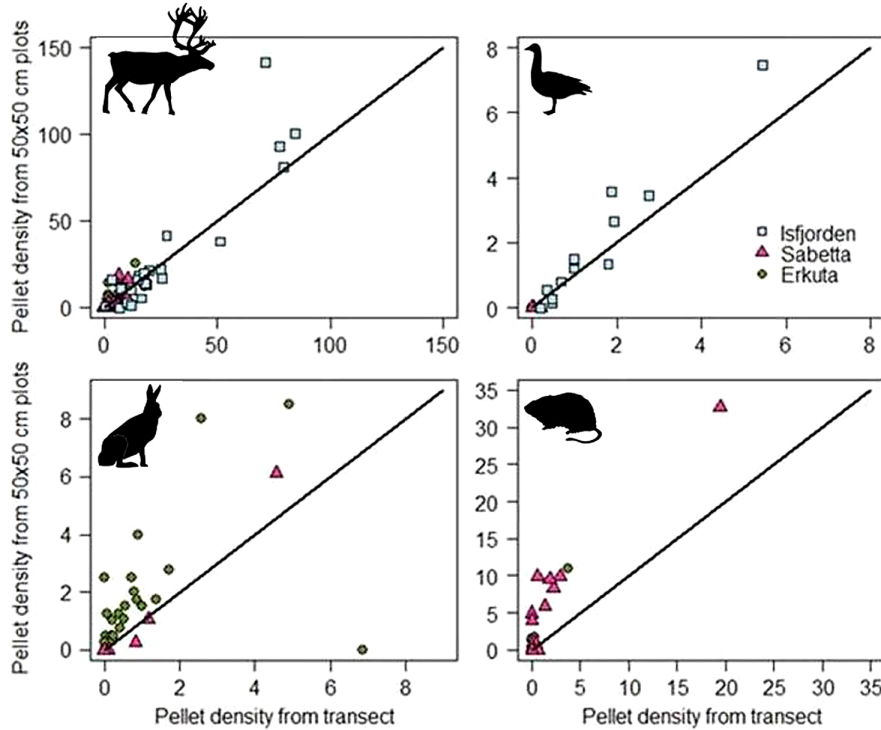 Pellet density from 50x50 cm plots
150
100
50
0
0 50 100 150
8
6
4
2
0
0 2 4 6 8
Isfjorden
Sabetta
Erkuta
Pellet density from 50x50 cm plots
8
6
4
2
0
0 2 4 6 8
Pellet density from transect
35
30
25
20
15
10
5
0
0 5 10 15 20 25 30 35
Pellet density from transect